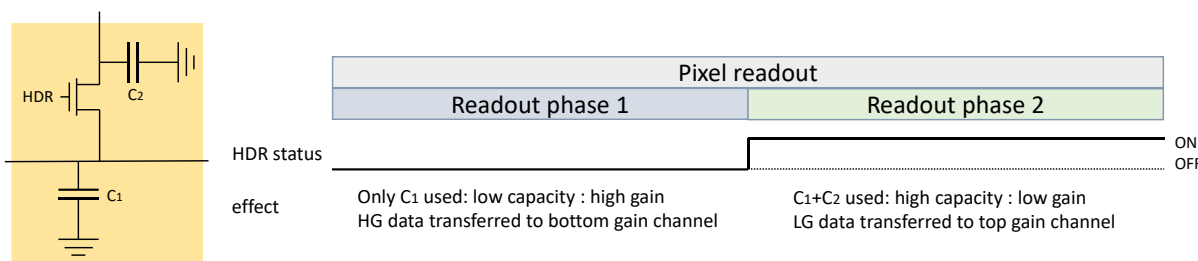 HDR
C2
C1
Pixel readout
Readout phase 1
Readout phase 2
HDR status
ON
OFF
effect
Only C1 used: low capacity : high gain
HG data transferred to bottom gain channel
C1+C2 used: high capacity : low gain
LG data transferred to top gain channel